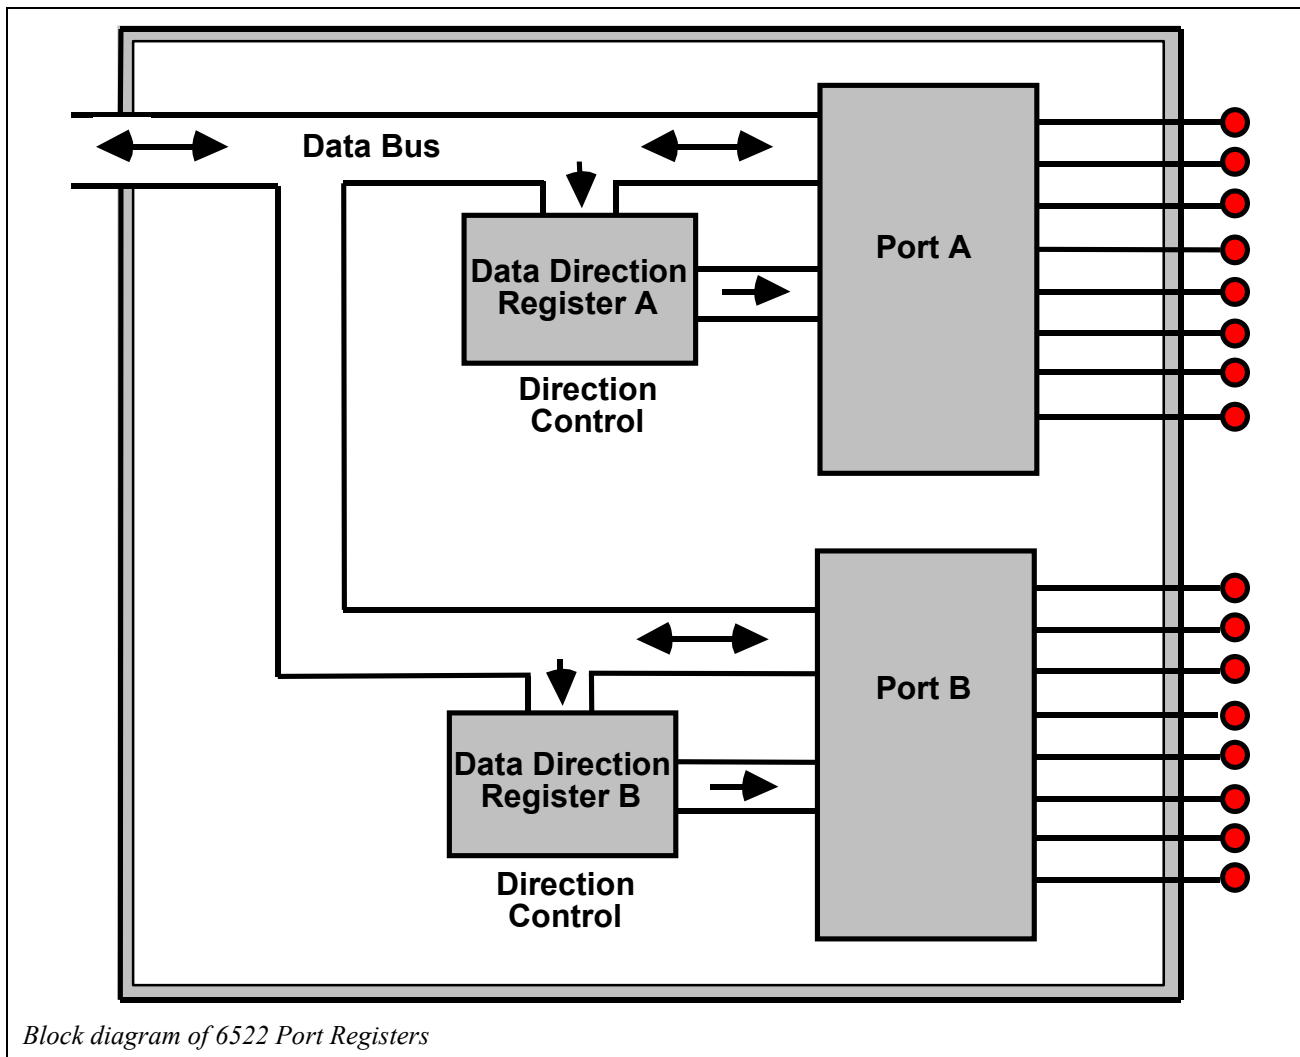 Data Bus
Data Direction
Register A
Direction
Control
Port A
Data Direction
Register B
Direction
Control
Port B
Block diagram of 6522 Port Registers